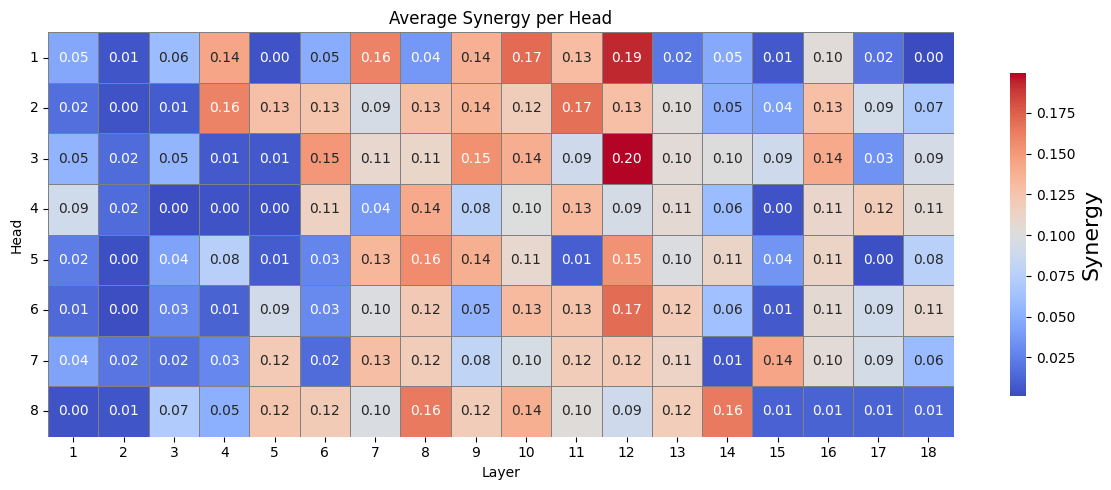 Average Synergy per Head
1 0.05 0.01 0.06 0.14 0.00 0.05 0.16 0.04 0.14 0.17 0.13 0.19 0.02 0.05 0.01 0.10 0.02 0.00
2 0.02 0.00 0.01 0.16 0.13 0.13 0.09 0.13 0.14 0.12 0.17 0.13 0.10 0.05 0.04 0.13 0.09 0.07
3 0.05 0.02 0.05 0.01 0.01 0.15 0.11 0.11 0.15 0.14 0.09 0.20 0.10 0.10 0.09 0.14 0.03 0.09
4 0.09 0.02 0.00 0.00 0.00 0.11 0.04 0.14 0.08 0.10 0.13 0.09 0.11 0.06 0.00 0.11 0.12 0.11
5 0.02 0.00 0.04 0.08 0.01 0.03 0.13 0.16 0.14 0.11 0.01 0.15 0.10 0.11 0.04 0.11 0.00 0.08
6 0.01 0.00 0.03 0.01 0.09 0.03 0.10 0.12 0.05 0.13 0.13 0.17 0.12 0.06 0.01 0.11 0.09 0.11
7 0.04 0.02 0.02 0.03 0.12 0.02 0.13 0.12 0.08 0.10 0.12 0.12 0.11 0.01 0.14 0.10 0.09 0.06
8 0.00 0.01 0.07 0.05 0.12 0.12 0.10 0.16 0.12 0.14 0.10 0.09 0.12 0.16 0.01 0.01 0.01 0.01
1 2 3 4 5 6 7 8 9 10 11 12 13 14 15 16 17 18
Layer
Head
0.175
0.150
0.125
0.100
0.075
0.050
0.025
Synergy